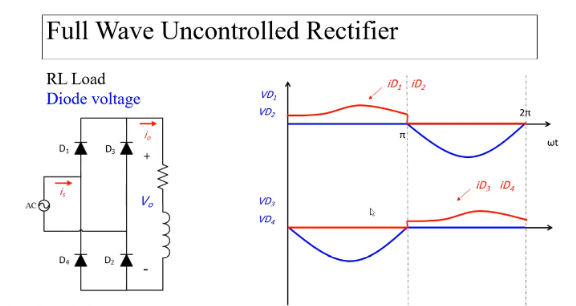 Full Wave Uncontrolled Rectifier
RL Load
Diode voltage
D₁
D₃
iₒ
+
iₛ
AC
Vₒ
D₄
D₂
-
VD₁
VD₂
iD₁ iD₂
π
2π
ωt
VD₃
VD₄
iD₃ iD₄